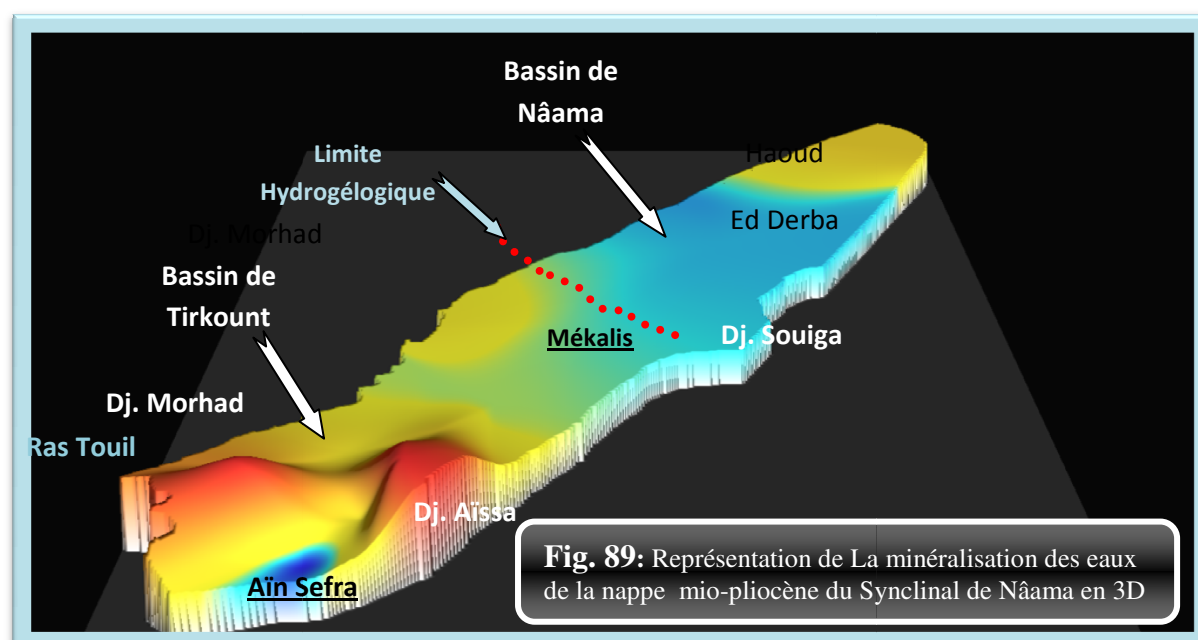 Bassin de
Nâama
Haoud
Limite
Hydrogélogique
Ed Derba
Dj. Morhad
Bassin de
Tirkount
Mékalis
Dj. Souiga
Dj. Morhad
Ras Touil
Dj. Aïssa
Aïn Sefra
Fig. 89: Représentation de La minéralisation des eaux
de la nappe mio-pliocène du Synclinal de Nâama en 3D